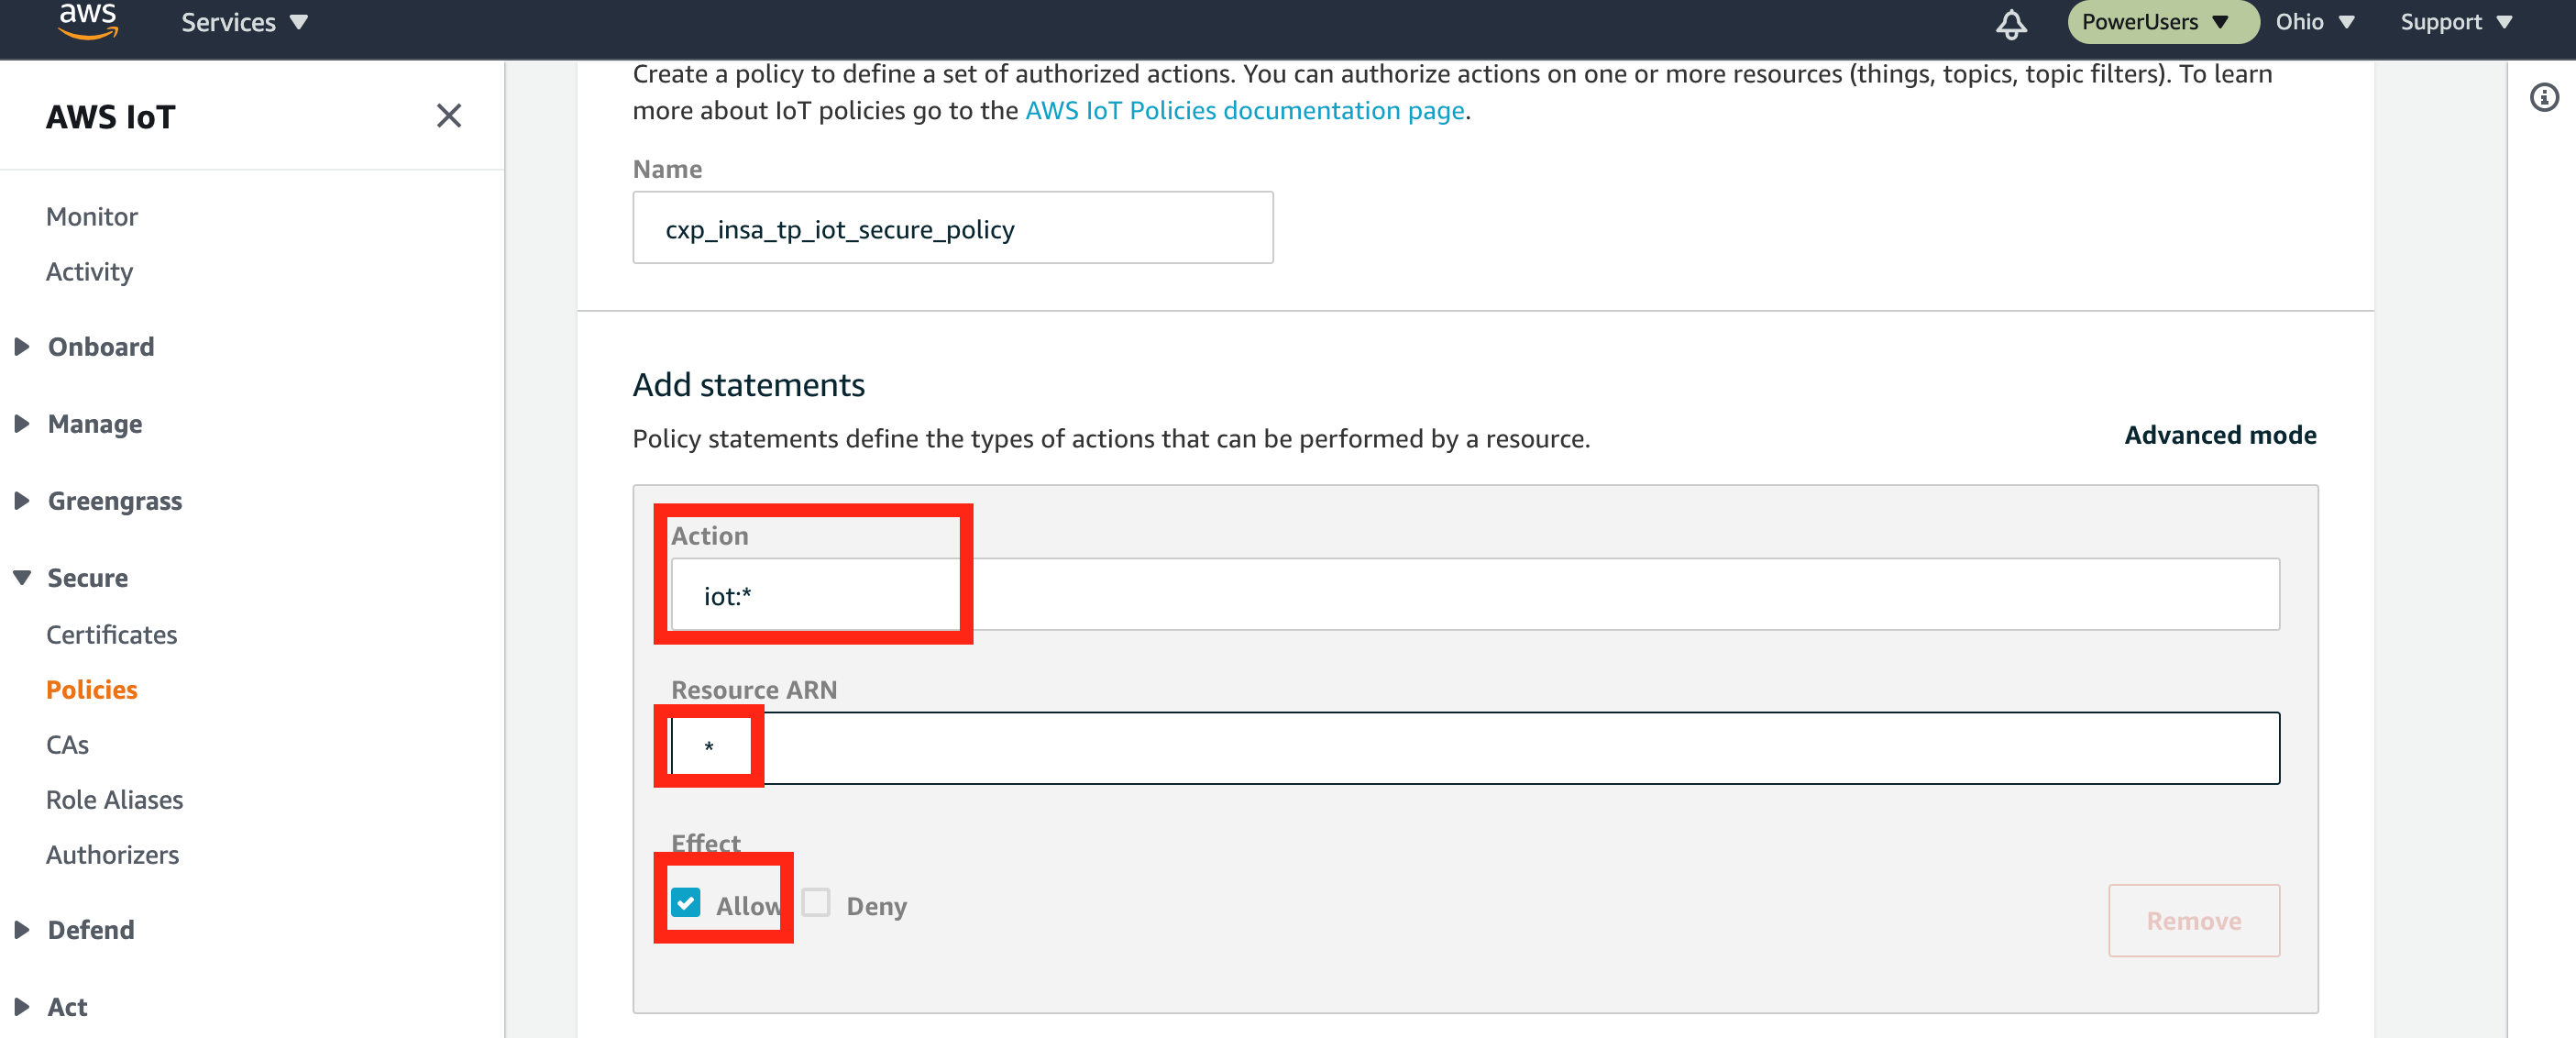 aws Services PowerUsers Ohio Support
AWS IoT
Monitor
Activity
Onboard
Manage
Greengrass
Secure
Certificates
Policies
CAs
Role Aliases
Authorizers
Defend
Act
Create a policy to define a set of authorized actions. You can authorize actions on one or more resources (things, topics, topic filters). To learn
more about IoT policies go to the AWS IoT Policies documentation page.
Name
cxp_insa_tp_iot_secure_policy
Add statements
Policy statements define the types of actions that can be performed by a resource.
Advanced mode
Action
iot:*
Resource ARN
*
Effect
Allow Deny
Remove